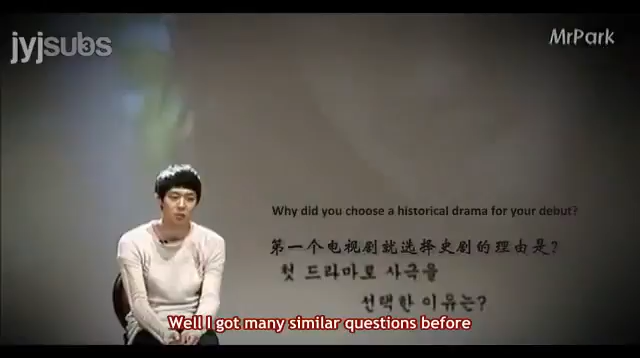 jyjsubs
MrPark
Why did you choose a historical drama for your debut?
第一个电视剧就选择史剧的理由是?
첫 드라마로 사극을
선택한 이유는?
Well I got many similar questions before